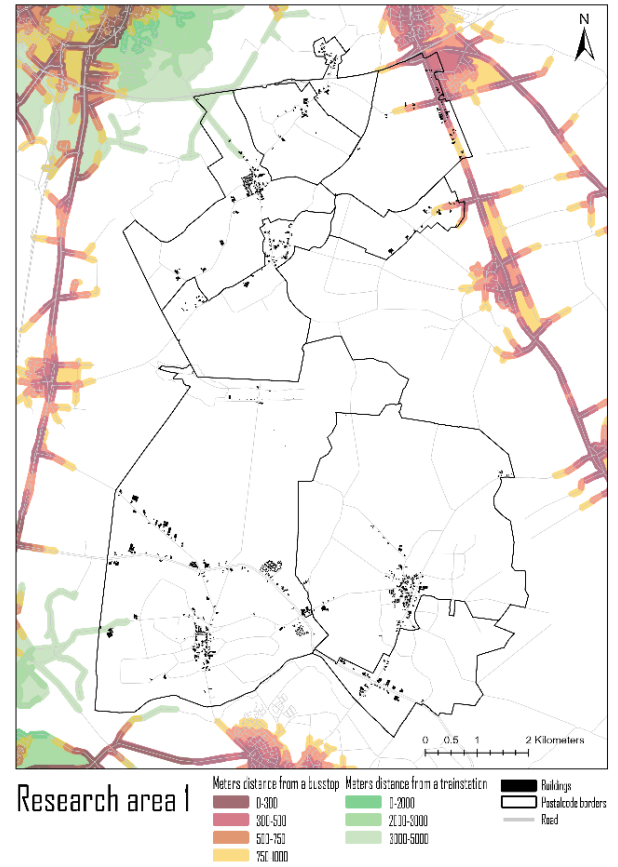 N
0 0.5 1 2 Kilometers
Research area 1
Meters distance from a busstop
0-300
300-500
500-750
750-1000
Meters distance from a trainstation
0-2000
2000-3000
3000-5000
Buildings
Postalcode borders
Road